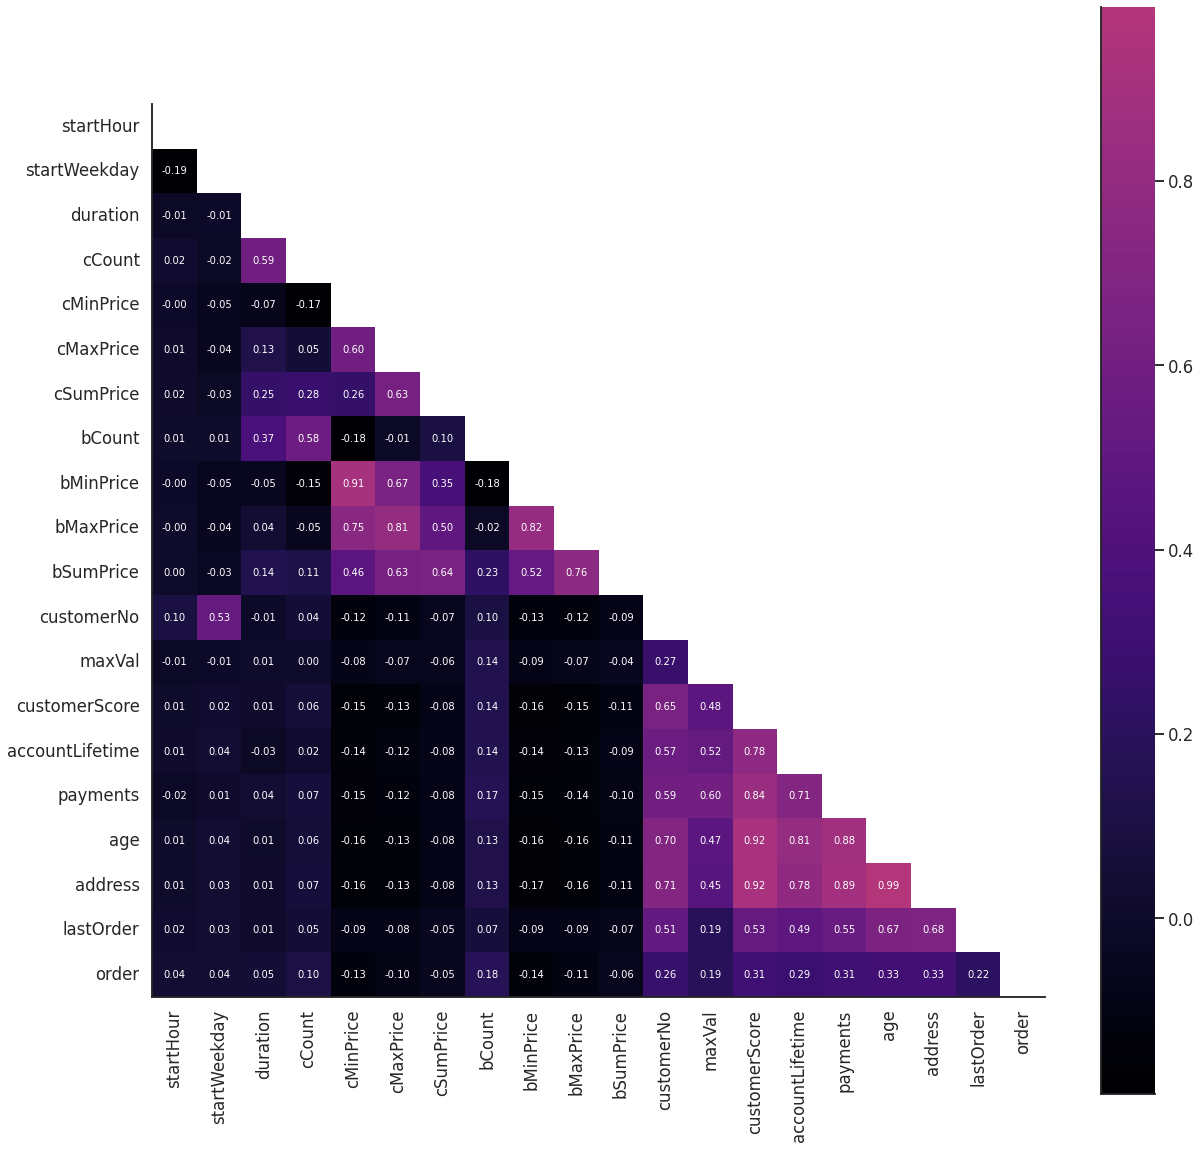 startHour
startWeekday -0.19
duration -0.01 -0.01
cCount 0.02 -0.02 0.59
cMinPrice -0.00 -0.05 -0.07 -0.17
cMaxPrice 0.01 -0.04 0.13 0.05 0.60
cSumPrice 0.02 -0.03 0.25 0.28 0.26 0.63
bCount 0.01 0.01 0.37 0.58 -0.18 -0.01 0.10
bMinPrice -0.00 -0.05 -0.05 -0.15 0.91 0.67 0.35 -0.18
bMaxPrice -0.00 -0.04 0.04 -0.05 0.75 0.81 0.50 -0.02 0.82
bSumPrice 0.00 -0.03 0.14 0.11 0.46 0.63 0.64 0.23 0.52 0.76
customerNo 0.10 0.53 -0.01 0.04 -0.12 -0.11 -0.07 0.10 -0.13 -0.12 -0.09
maxVal -0.01 -0.01 0.01 0.00 -0.08 -0.07 -0.06 0.14 -0.09 -0.07 -0.04 0.27
customerScore 0.01 0.02 0.01 0.06 -0.15 -0.13 -0.08 0.14 -0.16 -0.15 -0.11 0.65 0.48
accountLifetime 0.01 0.04 -0.03 0.02 -0.14 -0.12 -0.08 0.14 -0.14 -0.13 -0.09 0.57 0.52 0.78
payments -0.02 0.01 0.04 0.07 -0.15 -0.12 -0.08 0.17 -0.15 -0.14 -0.10 0.59 0.60 0.84 0.71
age 0.01 0.04 0.01 0.06 -0.16 -0.13 -0.08 0.13 -0.16 -0.16 -0.11 0.70 0.47 0.92 0.81 0.88
address 0.01 0.03 0.01 0.07 -0.16 -0.13 -0.08 0.13 -0.17 -0.16 -0.11 0.71 0.45 0.92 0.78 0.89 0.99
lastOrder 0.02 0.03 0.01 0.05 -0.09 -0.08 -0.05 0.07 -0.09 -0.09 -0.07 0.51 0.19 0.53 0.49 0.55 0.67 0.68
order 0.04 0.04 0.05 0.10 -0.13 -0.10 -0.05 0.18 -0.14 -0.11 -0.06 0.26 0.19 0.31 0.29 0.31 0.33 0.33 0.22
startHour
startWeekday
duration
cCount
cMinPrice
cMaxPrice
cSumPrice
bCount
bMinPrice
bMaxPrice
bSumPrice
customerNo
maxVal
customerScore
accountLifetime
payments
age
address
lastOrder
order
0.8
0.6
0.4
0.2
0.0